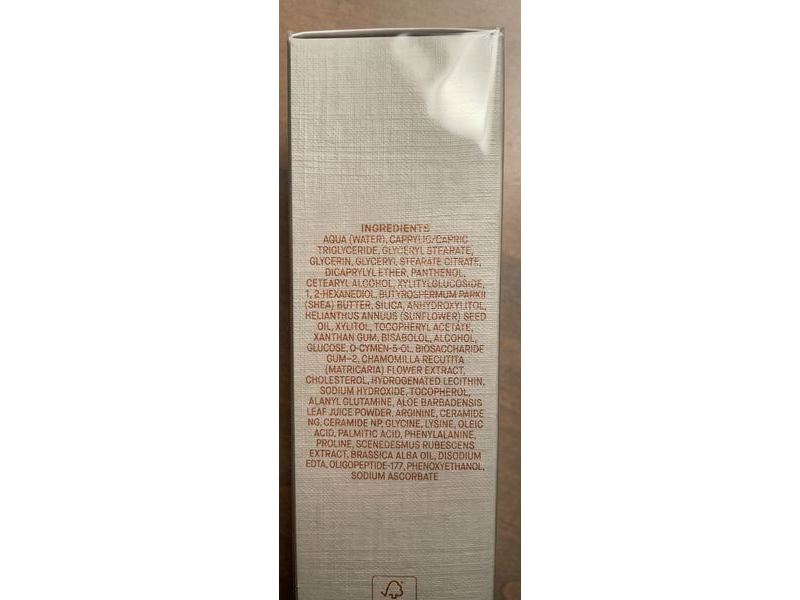 INGREDIENTS
AQUA (WATER), CAPRYLIC/CAPRIC
TRIGLYCERIDE, GLYCERYL STEARATE,
GLYCERIN, GLYCERYL STEARATE CITRATE,
DICAPRYLYL ETHER, PANTHENOL,
CETEARYL ALCOHOL, XYLITYLGLUCOSIDE,
1, 2-HEXANEDIOL, BUTYROSPERMUM PARKII
(SHEA) BUTTER, SILICA, ANHYDROXYLITOL,
HELIANTHUS ANNUUS (SUNFLOWER) SEED
OIL, XYLITOL, TOCOPHERYL ACETATE,
XANTHAN GUM, BISABOLOL, ALCOHOL,
GLUCOSE, O-CYMEN-5-OL, BIOSACCHARIDE
GUM-2, CHAMOMILLA RECUTITA
(MATRICARIA) FLOWER EXTRACT,
CHOLESTEROL, HYDROGENATED LECITHIN,
SODIUM HYDROXIDE, TOCOPHEROL,
ALANYL GLUTAMINE, ALOE BARBADENSIS
LEAF JUICE POWDER, ARGININE, CERAMIDE
NG, CERAMIDE NP, GLYCINE, LYSINE, OLEIC
ACID, PALMITIC ACID, PHENYLALANINE,
PROLINE, SCENEDESMUS RUBESCENS
EXTRACT, BRASSICA ALBA OIL, DISODIUM
EDTA, OLIGOPEPTIDE-177, PHENOXYETHANOL,
SODIUM ASCORBATE